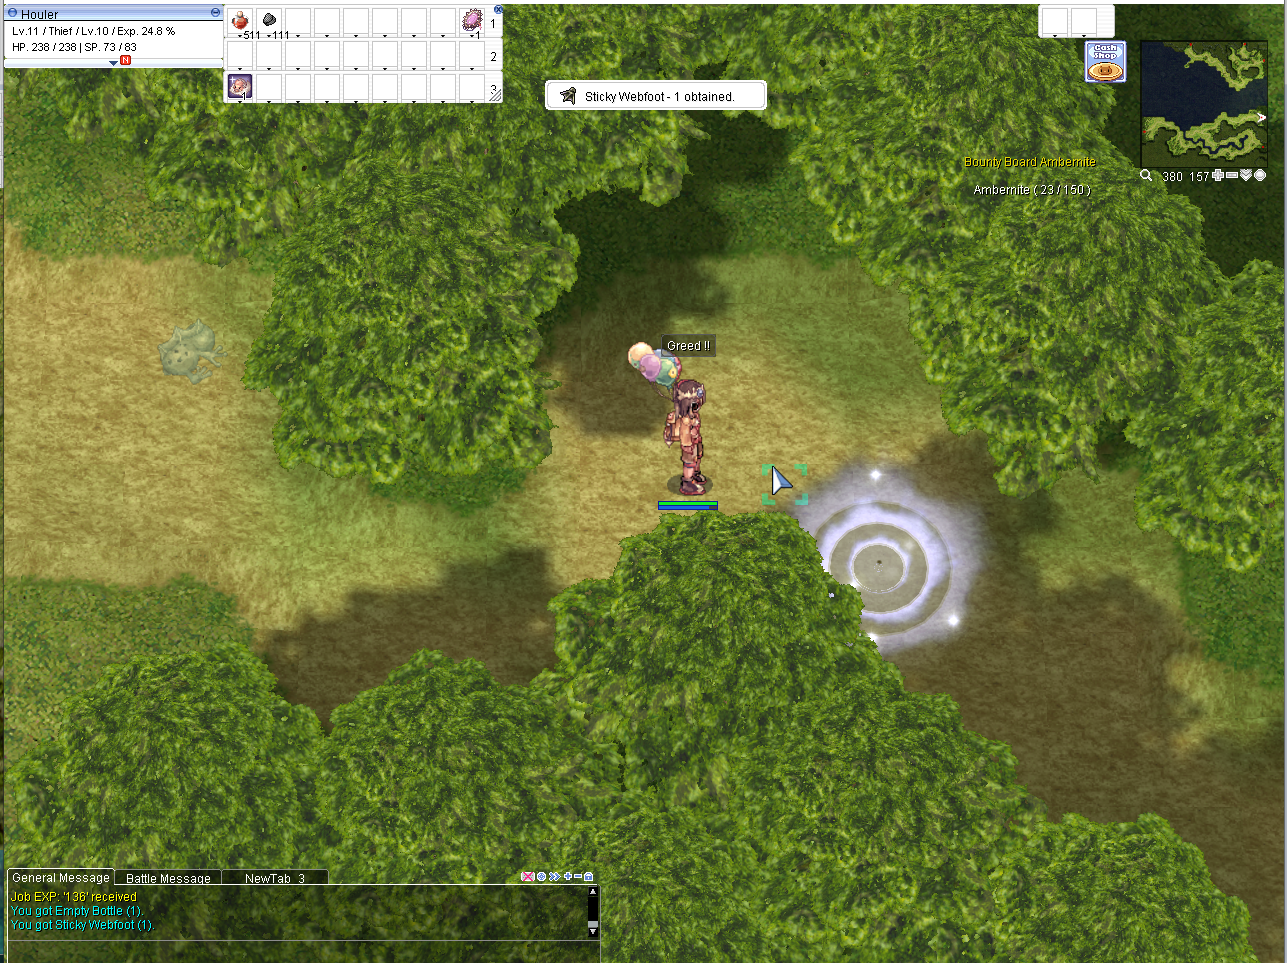 Houler
Lv.11 / Thief / Lv.10 / Exp. 24.8 %
HP. 238 / 238 | SP. 73 / 83
N
511
111
1
1
2
1
3
Sticky Webfoot - 1 obtained.
Cash
Shop
Bounty Board Ambernite
380 157
Ambernite ( 23 / 150 )
Greed !!
General Message
Battle Message
NewTab_3
Job EXP: '136' received
You got Empty Bottle (1).
You got Sticky Webfoot (1).